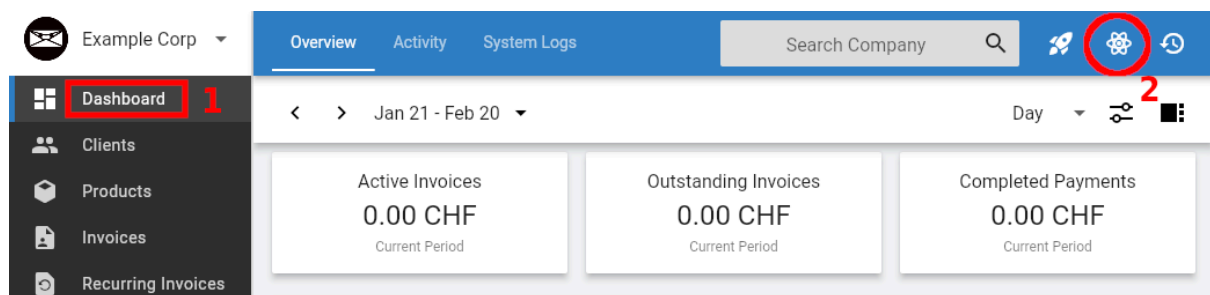 Example Corp
Overview Activity System Logs Search Company
Dashboard 1
2
Jan 21 - Feb 20 Day
Clients
Products
Invoices
Recurring Invoices
Active Invoices
0.00 CHF
Current Period
Outstanding Invoices
0.00 CHF
Current Period
Completed Payments
0.00 CHF
Current Period